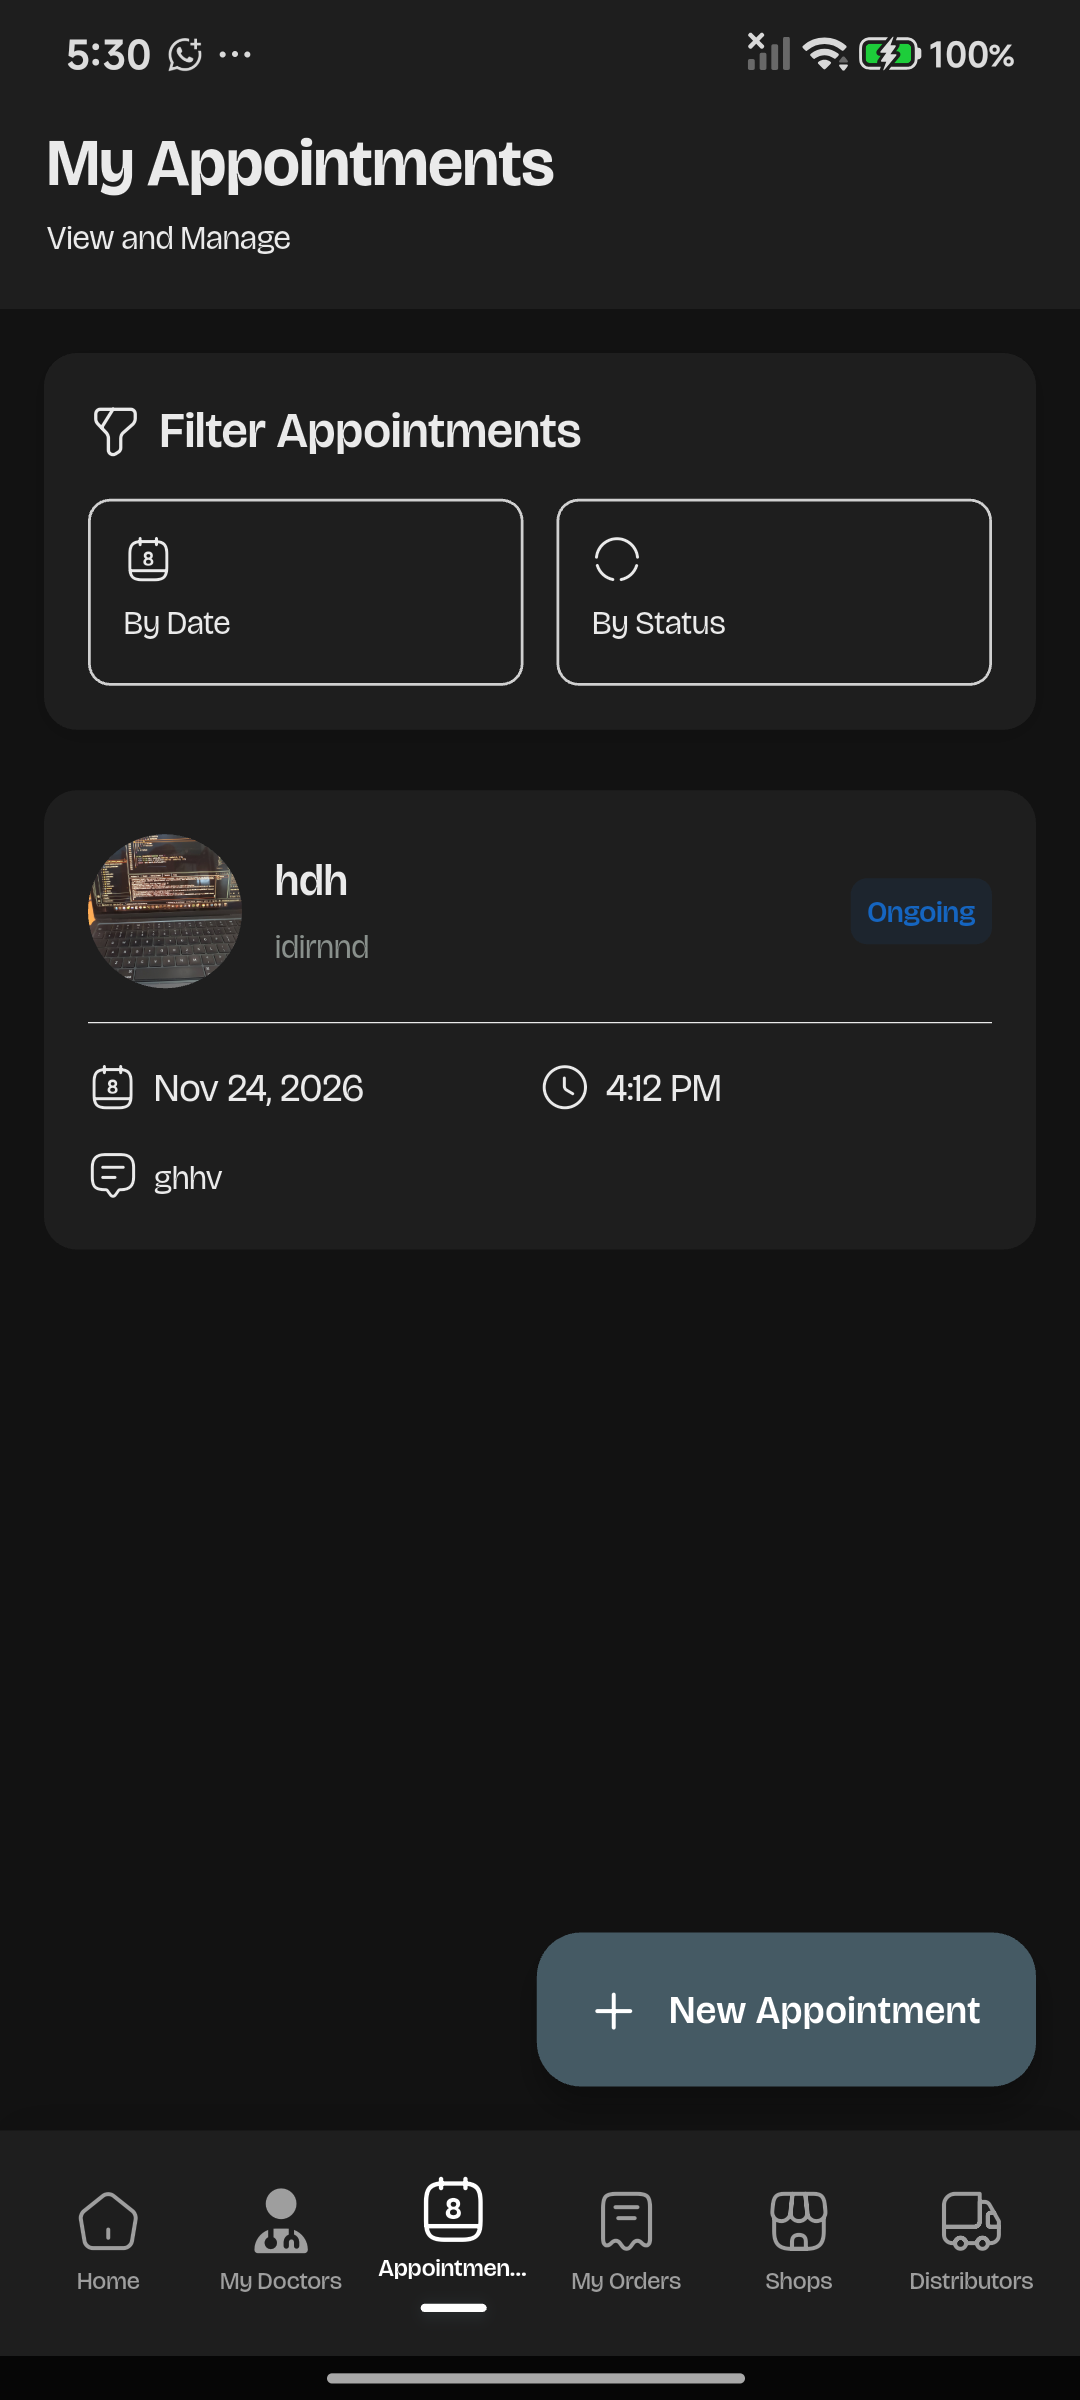 5:30
100%
My Appointments
View and Manage
Filter Appointments
8
By Date
By Status
hdh
idirnnd
Ongoing
8
Nov 24, 2026
4:12 PM
ghhv
New Appointment
8
Home
My Doctors
Appointmen...
My Orders
Shops
Distributors